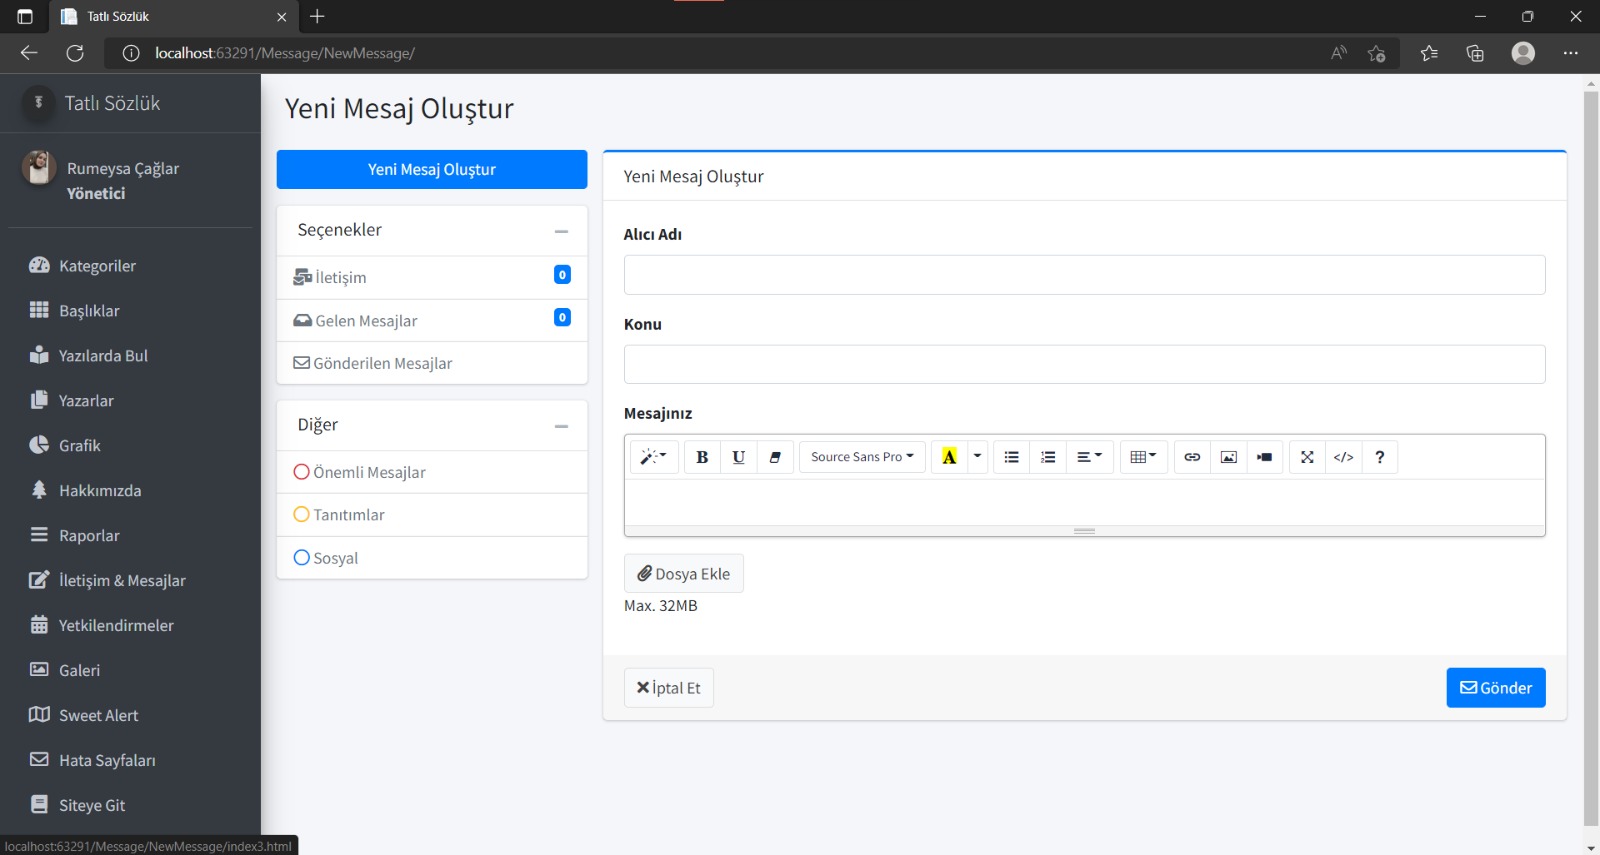 Tatlı Sözlük
localhost:63291/Message/NewMessage/
Tatlı Sözlük
Rumeysa Çağlar
Yönetici
Kategoriler
Başlıklar
Yazılarda Bul
Yazarlar
Grafik
Hakkımızda
Raporlar
İletişim & Mesajlar
Yetkilendirmeler
Galeri
Sweet Alert
Hata Sayfaları
Siteye Git
localhost:63291/Message/NewMessage/index3.html
Yeni Mesaj Oluştur
Yeni Mesaj Oluştur
Seçenekler
İletişim 0
Gelen Mesajlar 0
Gönderilen Mesajlar
Diğer
Önemli Mesajlar
Tanıtımlar
Sosyal
Yeni Mesaj Oluştur
Alıcı Adı
Konu
Mesajınız
B U Source Sans Pro A </> ?
Dosya Ekle
Max. 32MB
İptal Et
Gönder